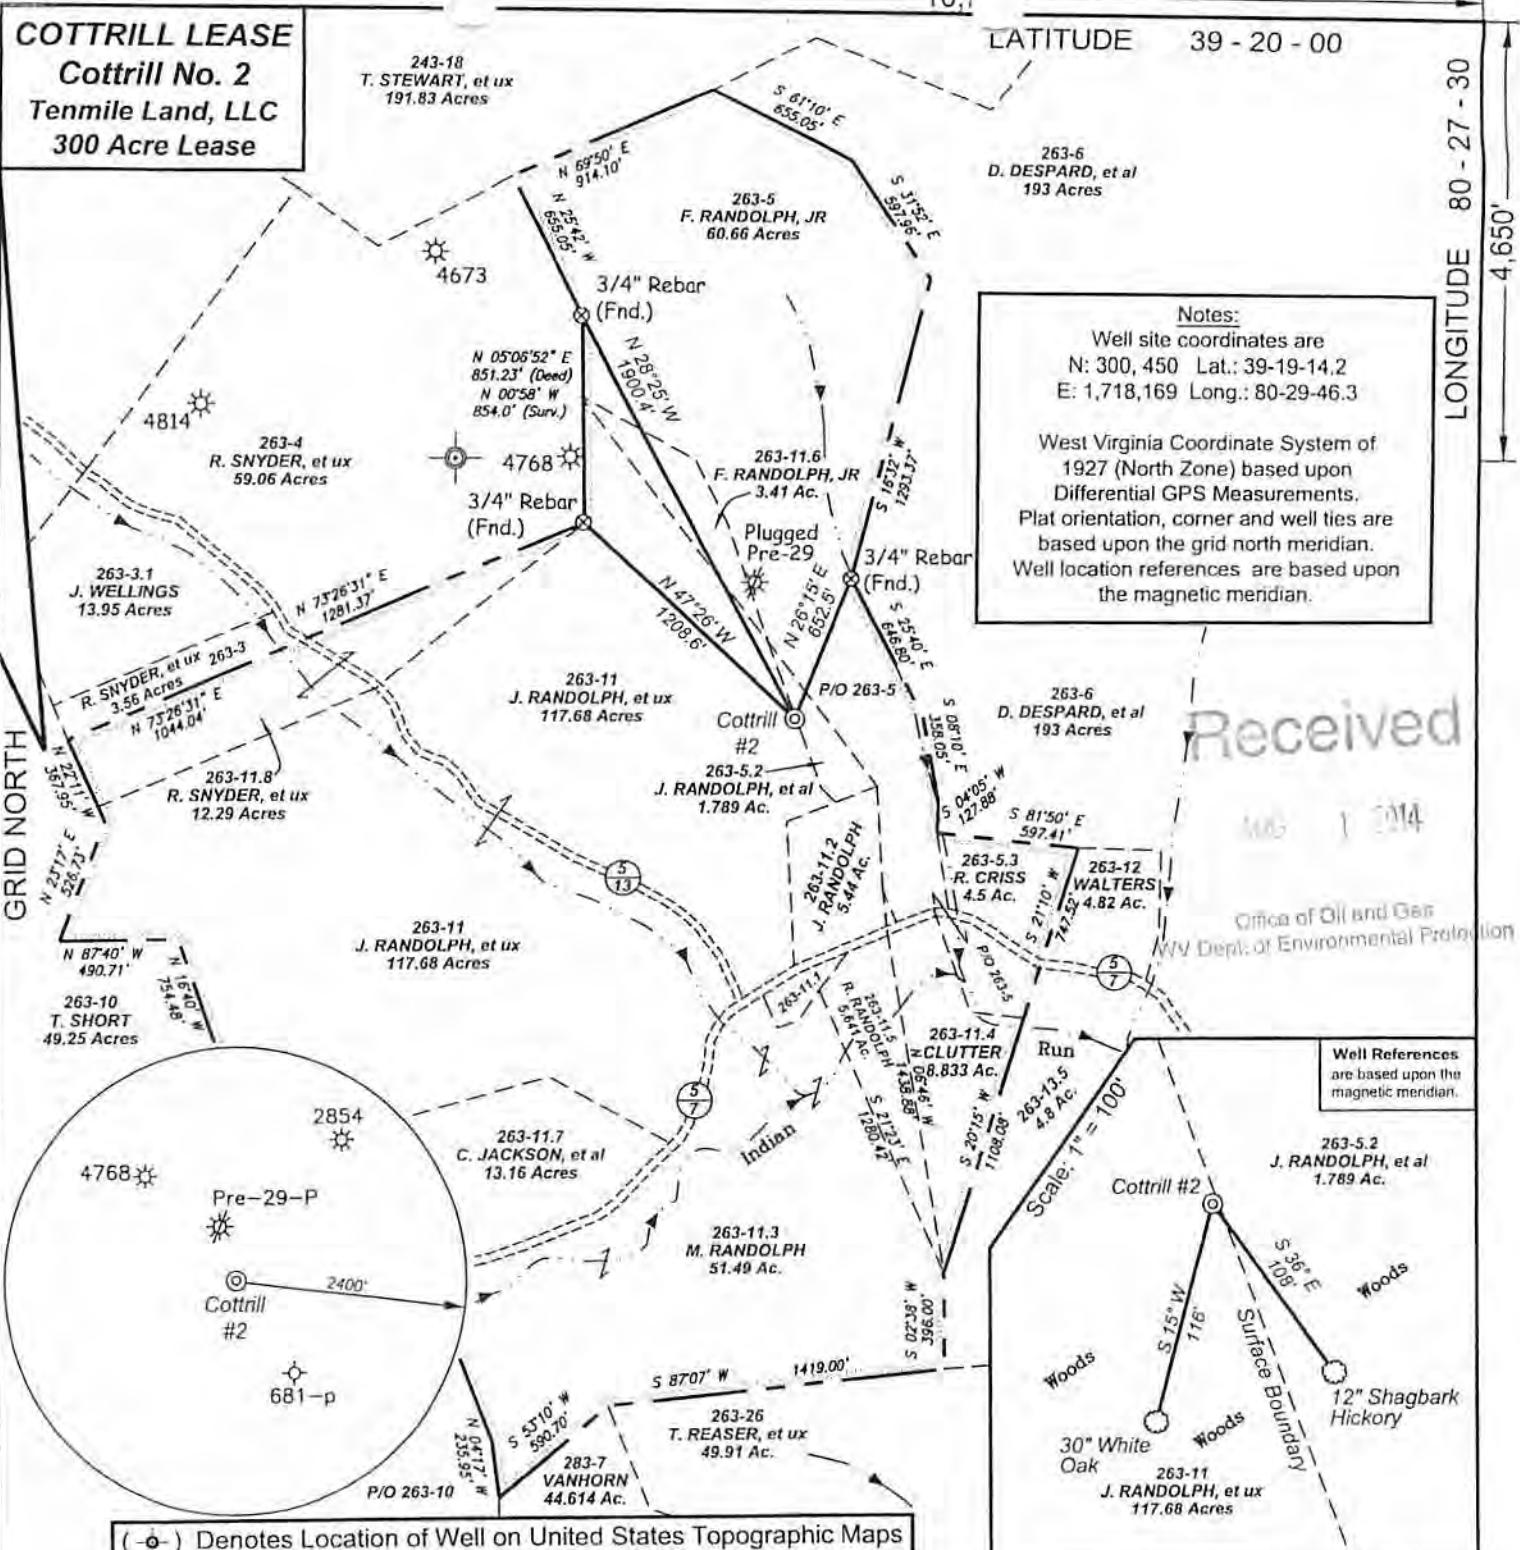 COTTRILL LEASE
Cottrill No. 2
Tenmile Land, LLC
300 Acre Lease
LATITUDE 39 - 20 - 00
LONGITUDE 80 - 27 - 30
4,650'
243-18
T. STEWART, et ux
191.83 Acres
S 61°10' E
655.05'
N 69°50' E
914.10'
263-5
F. RANDOLPH, JR
60.66 Acres
263-6
D. DESPARD, et al
193 Acres
S 31°52' E
597.96'
N 25°42' W
655.05'
4673
3/4" Rebar
(Fnd.)
Notes:
Well site coordinates are
N: 300, 450 Lat.: 39-19-14.2
E: 1,718,169 Long.: 80-29-46.3
West Virginia Coordinate System of
1927 (North Zone) based upon
Differential GPS Measurements.
Plat orientation, corner and well ties are
based upon the grid north meridian.
Well location references are based upon
the magnetic meridian.
N 05°06'52" E
851.23' (Deed)
N 00°58' W
854.0' (Surv.)
N 28°25' W
1900.4'
4814
263-4
R. SNYDER, et ux
59.06 Acres
4768
263-11.6
F. RANDOLPH, JR
3.41 Ac.
S 16°32' W
1293.37'
3/4" Rebar
(Fnd.)
Plugged
Pre-29
3/4" Rebar
(Fnd.)
263-3.1
J. WELLINGS
13.95 Acres
N 73°26'31" E
1281.37'
N 47°26' W
1208.6'
N 26°15' E
652.5'
S 25°40' E
646.80'
R. SNYDER, et ux 263-3
3.56 Acres
N 73°26'31" E
1044.04'
263-11
J. RANDOLPH, et ux
117.68 Acres
P/O 263-5
263-6
D. DESPARD, et al
193 Acres
Cottrill
#2
S 08°10' E
358.05'
Received
GRID NORTH
N 22°11' W
367.95'
263-11.8
R. SNYDER, et ux
12.29 Acres
263-5.2
J. RANDOLPH, et al
1.789 Ac.
S 04°05' W
127.88'
S 81°50' E
597.41'
N 23°17' E
526.73'
5
13
263-11.2
J. RANDOLPH
5.44 Ac.
263-5.3
R. CRISS
4.5 Ac.
263-12
WALTERS
4.82 Ac.
S 21°10' W
747.52'
Office of Oil and Gas
WV Dept. of Environmental Protection
263-11
J. RANDOLPH, et ux
117.68 Acres
N 87°40' W
490.71'
N 16°40' W
754.48'
263-10
T. SHORT
49.25 Acres
P/O 263-5
5
7
263-11.1
263-11.5
R. RANDOLPH
5.641 Ac.
263-11.4
CLUTTER
8.833 Ac.
Run
N 06°46' W
1438.88'
263-13.5
4.8 Ac.
5
7
S 21°23' E
1280.42'
S 20°15' W
1108.08'
Indian
Scale: 1" = 100'
Well References
are based upon the
magnetic meridian.
2854
4768
Pre-29-P
Cottrill
#2
2400'
681-p
263-11.7
C. JACKSON, et al
13.16 Acres
263-11.3
M. RANDOLPH
51.49 Ac.
Cottrill #2
263-5.2
J. RANDOLPH, et al
1.789 Ac.
S 36° E
108'
Woods
S 15° W
116'
Surface Boundary
Woods
Woods
12" Shagbark
Hickory
30" White
Oak
263-11
J. RANDOLPH, et ux
117.68 Acres
396.00'
S 87°07' W 1419.00'
N 04°17' W
235.95'
S 53°10' W
590.70'
263-26
T. REASER, et ux
49.91 Ac.
283-7
VANHORN
44.614 Ac.
P/O 263-10
( ) Denotes Location of Well on United States Topographic Maps